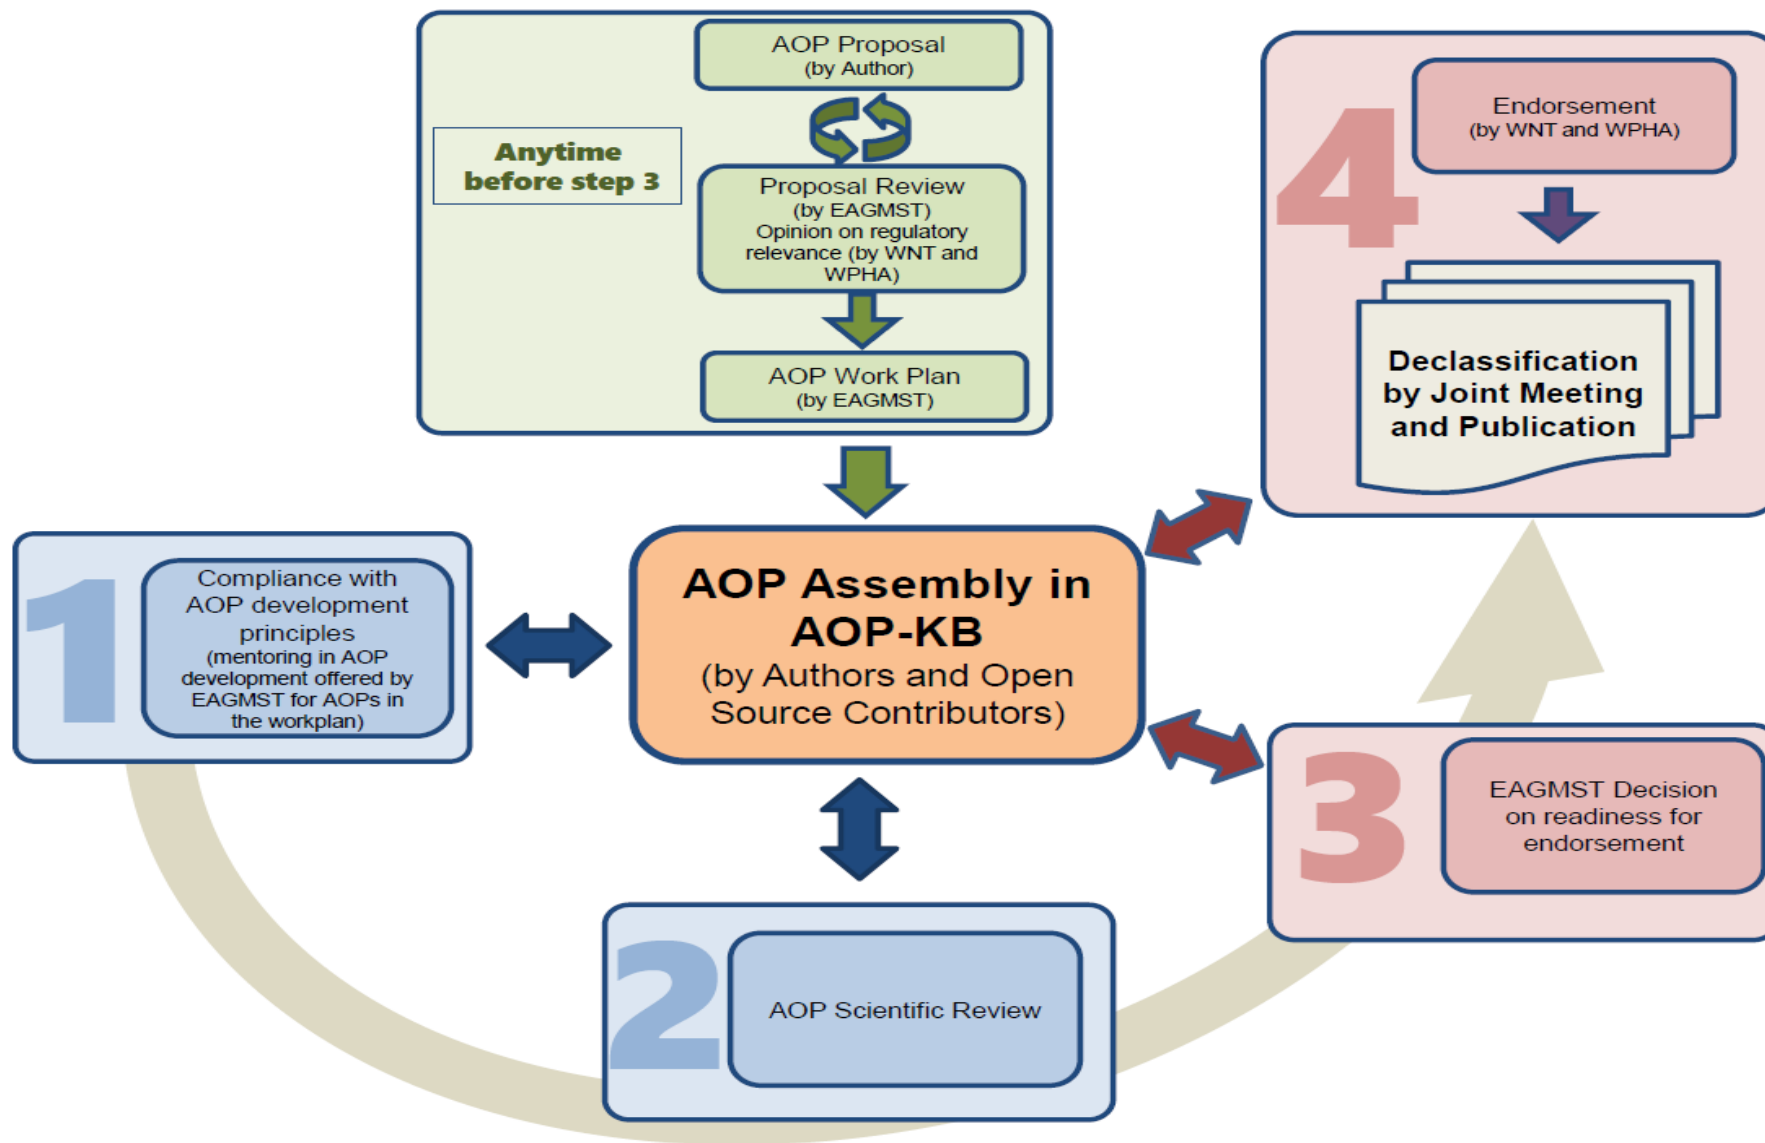 AOP Proposal
(by Author)
Anytime
before step 3
Proposal Review
(by EAGMST)
Opinion on regulatory
relevance (by WNT and
WPHA)
AOP Work Plan
(by EAGMST)
4
Endorsement
(by WNT and WPHA)
Declassification
by Joint Meeting
and Publication
1
Compliance with
AOP development
principles
(mentoring in AOP
development offered by
EAGMST for AOPs in
the workplan)
AOP Assembly in
AOP-KB
(by Authors and Open
Source Contributors)
3
EAGMST Decision
on readiness for
endorsement
2
AOP Scientific Review